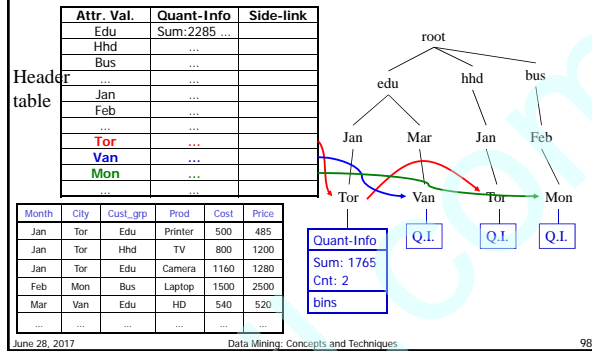 Attr. Val. Quant-Info Side-link
Edu Sum:2285 ...
Hhd ...
Bus ...
... ...
Jan ...
Feb ...
... ...
Tor ...
Van ...
Mon ...
... ...
Header
table
root
edu hhd bus
Jan Mar Jan Feb
Tor Van Tor Mon
Quant-Info
Sum: 1765
Cnt: 2
bins
Q.I. Q.I. Q.I.
Month City Cust_grp Prod Cost Price
Jan Tor Edu Printer 500 485
Jan Tor Hhd TV 800 1200
Jan Tor Edu Camera 1160 1280
Feb Mon Bus Laptop 1500 2500
Mar Van Edu HD 540 520
... ... ... ... ... ...
June 28, 2017 Data Mining: Concepts and Techniques 98